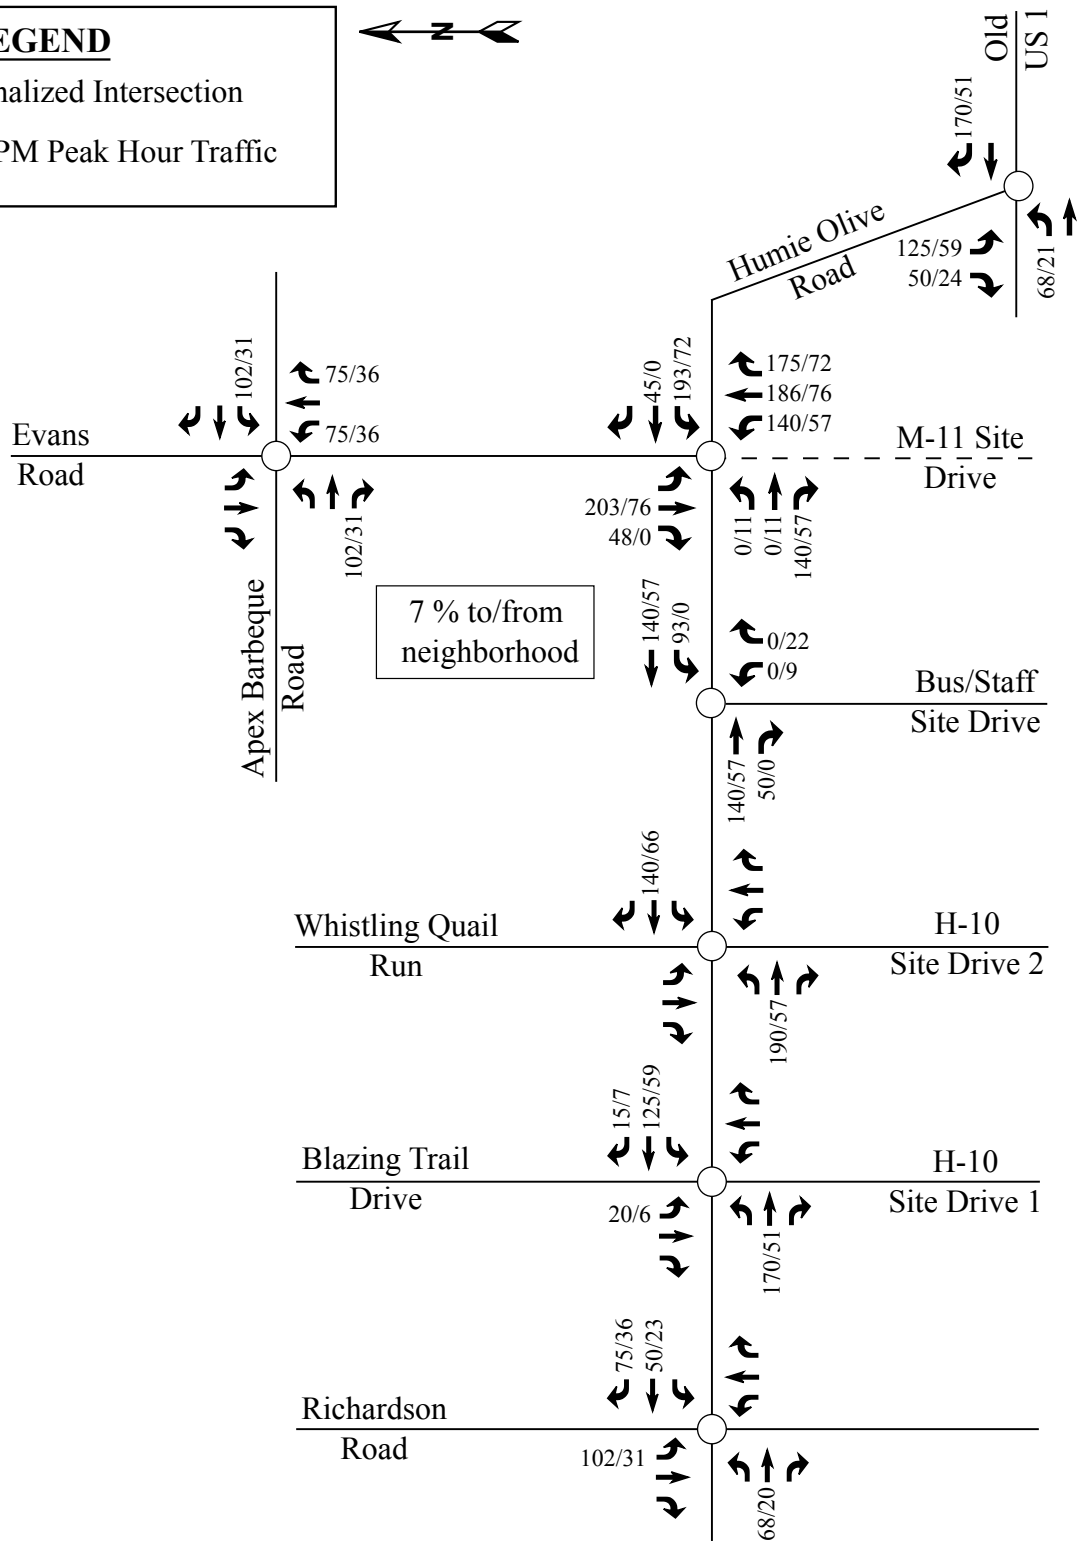 EGEND
nalized Intersection
PM Peak Hour Traffic
N
Old
US 1
170/51
Humie Olive
Road
125/59
50/24
68/21
102/31
75/36
75/36
Evans
Road
102/31
Apex Barbeque
Road
45/0
193/72
175/72
186/76
140/57
M-11 Site
Drive
203/76
48/0
0/11
0/11
140/57
7 % to/from
neighborhood
140/57
93/0
0/22
0/9
Bus/Staff
Site Drive
140/57
50/0
140/66
Whistling Quail
Run
H-10
Site Drive 2
190/57
15/7
125/59
Blazing Trail
Drive
H-10
Site Drive 1
20/6
170/51
75/36
50/23
Richardson
Road
102/31
68/20